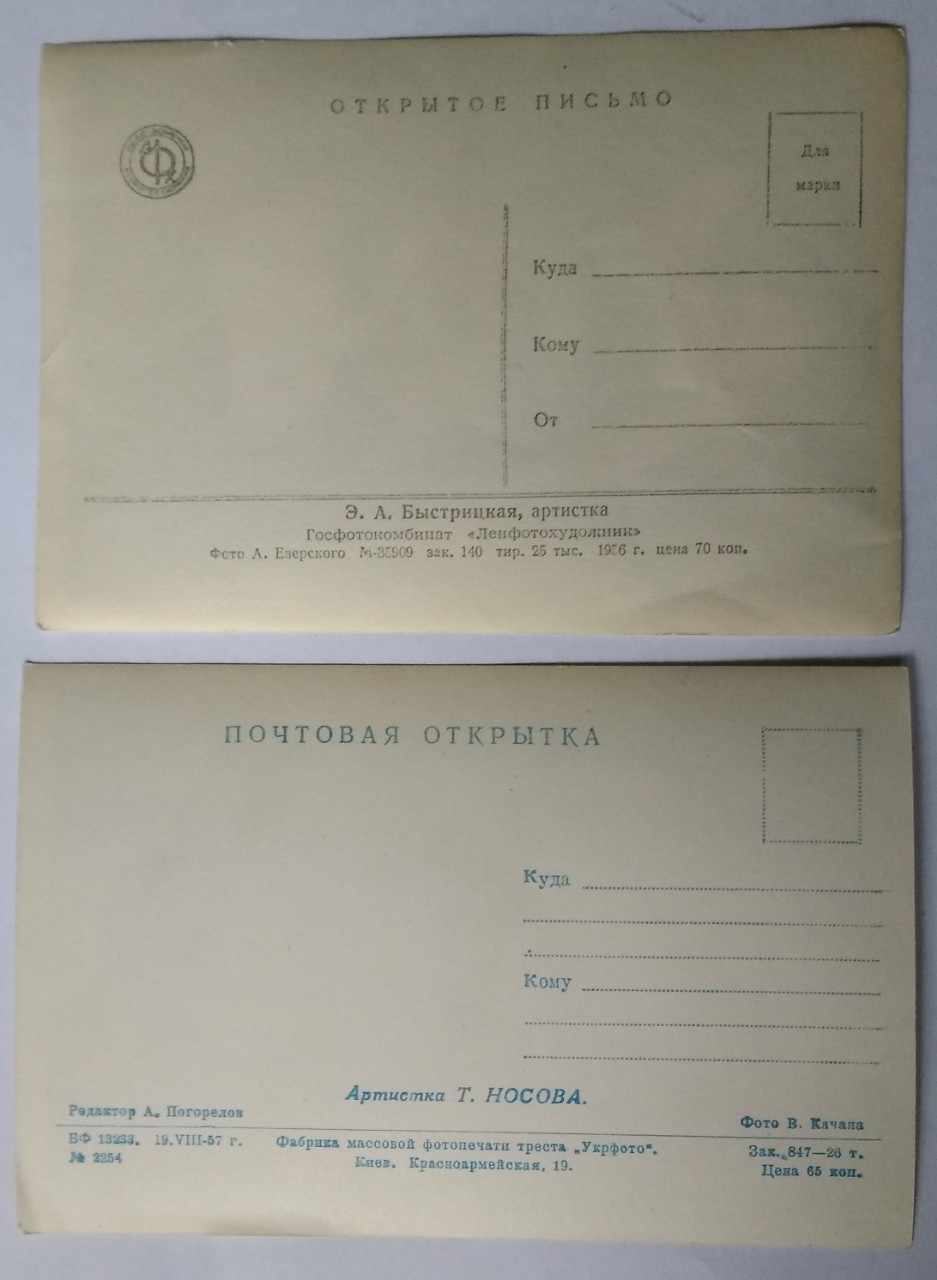 ОТКРЫТОЕ ПИСЬМО
Для
марки
Куда
Кому
От
Э. А. Быстрицкая, артистка
Госфотокомбинат «Ленфотохудожник»
Фото А. Езерского зак. 140 тир. 25 тыс. 1956 г. цена 70 коп.
ПОЧТОВАЯ ОТКРЫТКА
Куда
Кому
Артистка Т. НОСОВА.
Редактор А. Погорелов
Фото В. Качана
БФ 13233. 19.VIII-57 г.
№ 2254
Фабрика массовой фотопечати треста „Укрфото“.
Киев. Красноармейская, 19.
Зак. 847—26 т.
Цена 65 коп.